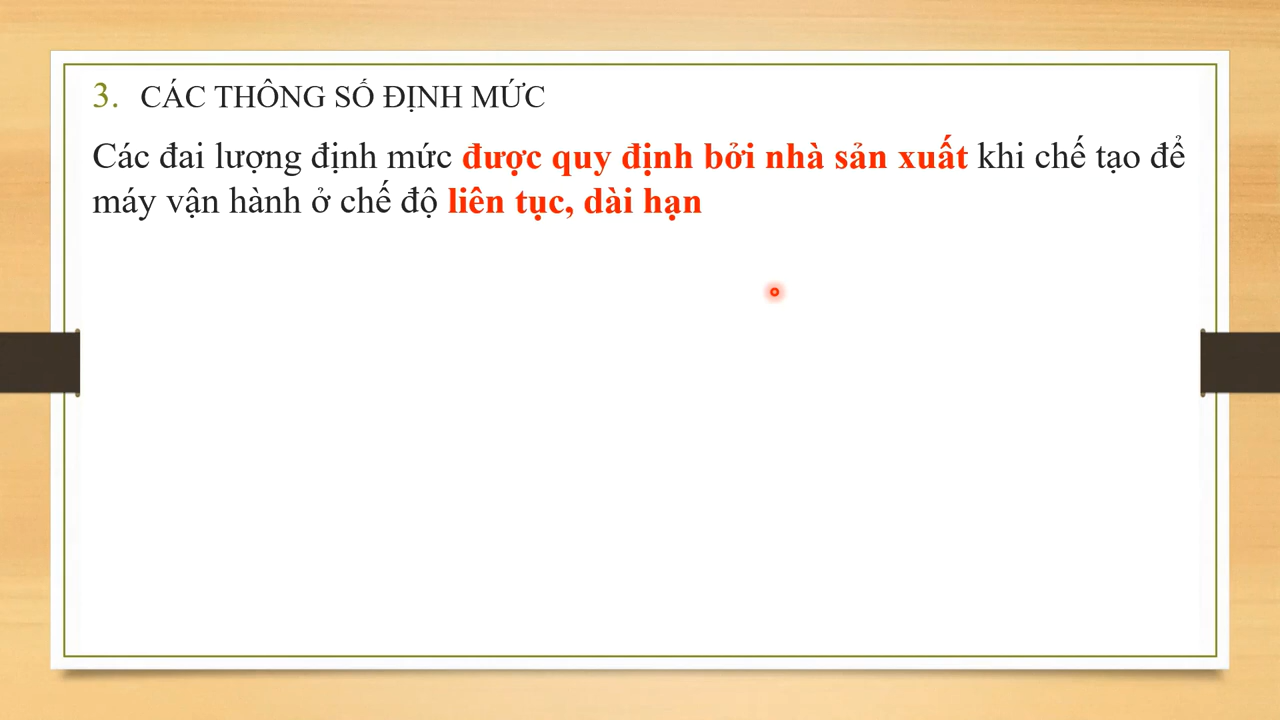 3. CÁC THÔNG SỐ ĐỊNH MỨC
Các đai lượng định mức được quy định bởi nhà sản xuất khi chế tạo để
máy vận hành ở chế độ liên tục, dài hạn